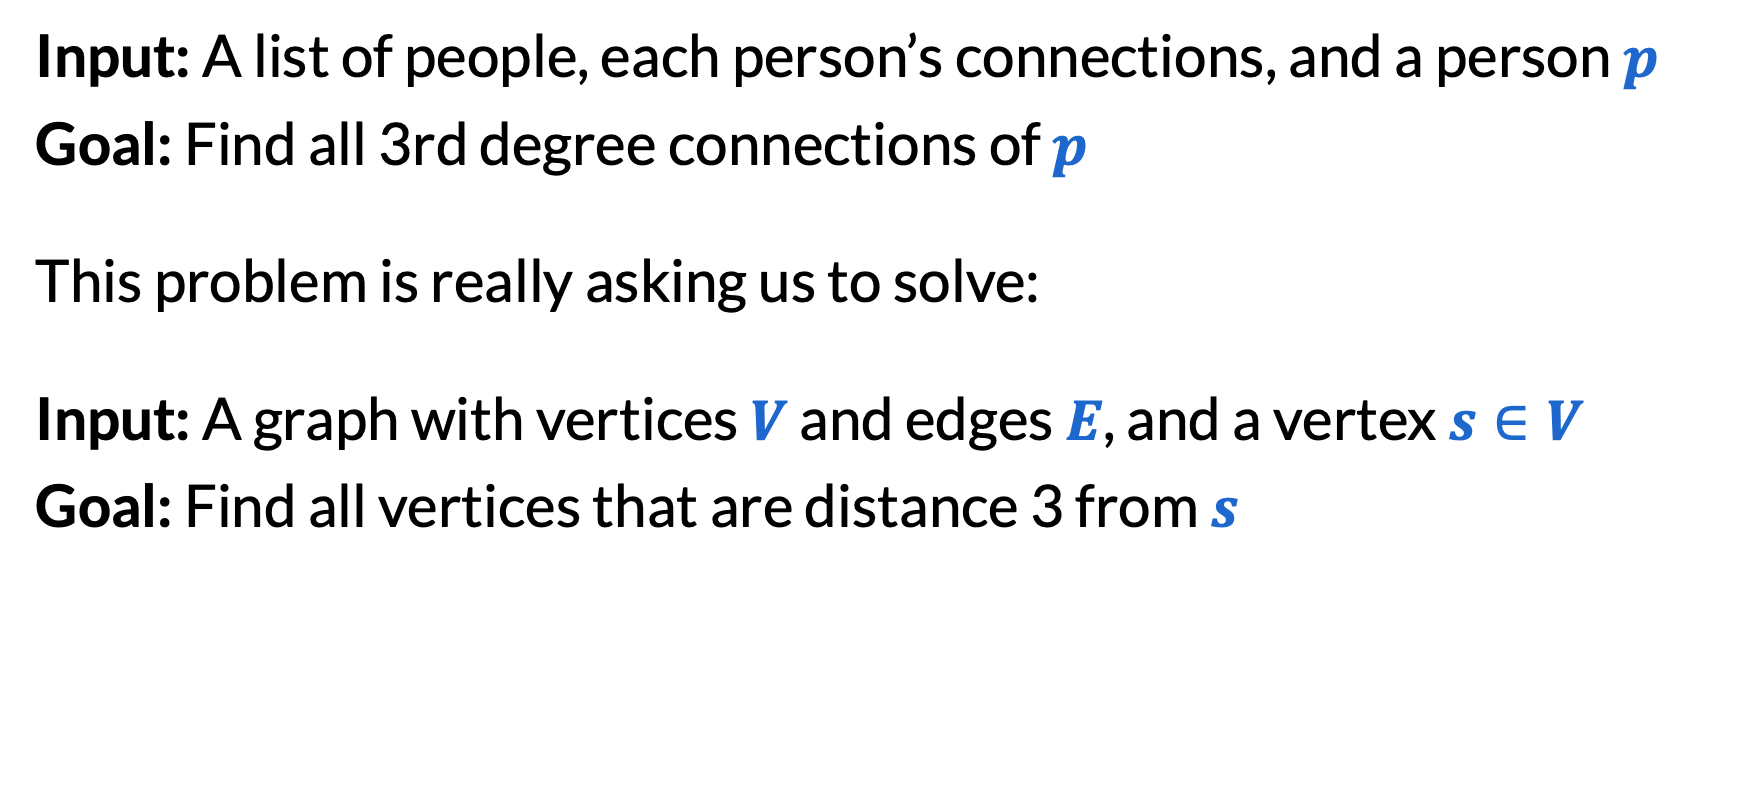 Input: A list of people, each person’s connections, and a person p
Goal: Find all 3rd degree connections of p
This problem is really asking us to solve:
Input: A graph with vertices V and edges E, and a vertex s ∈ V
Goal: Find all vertices that are distance 3 from s